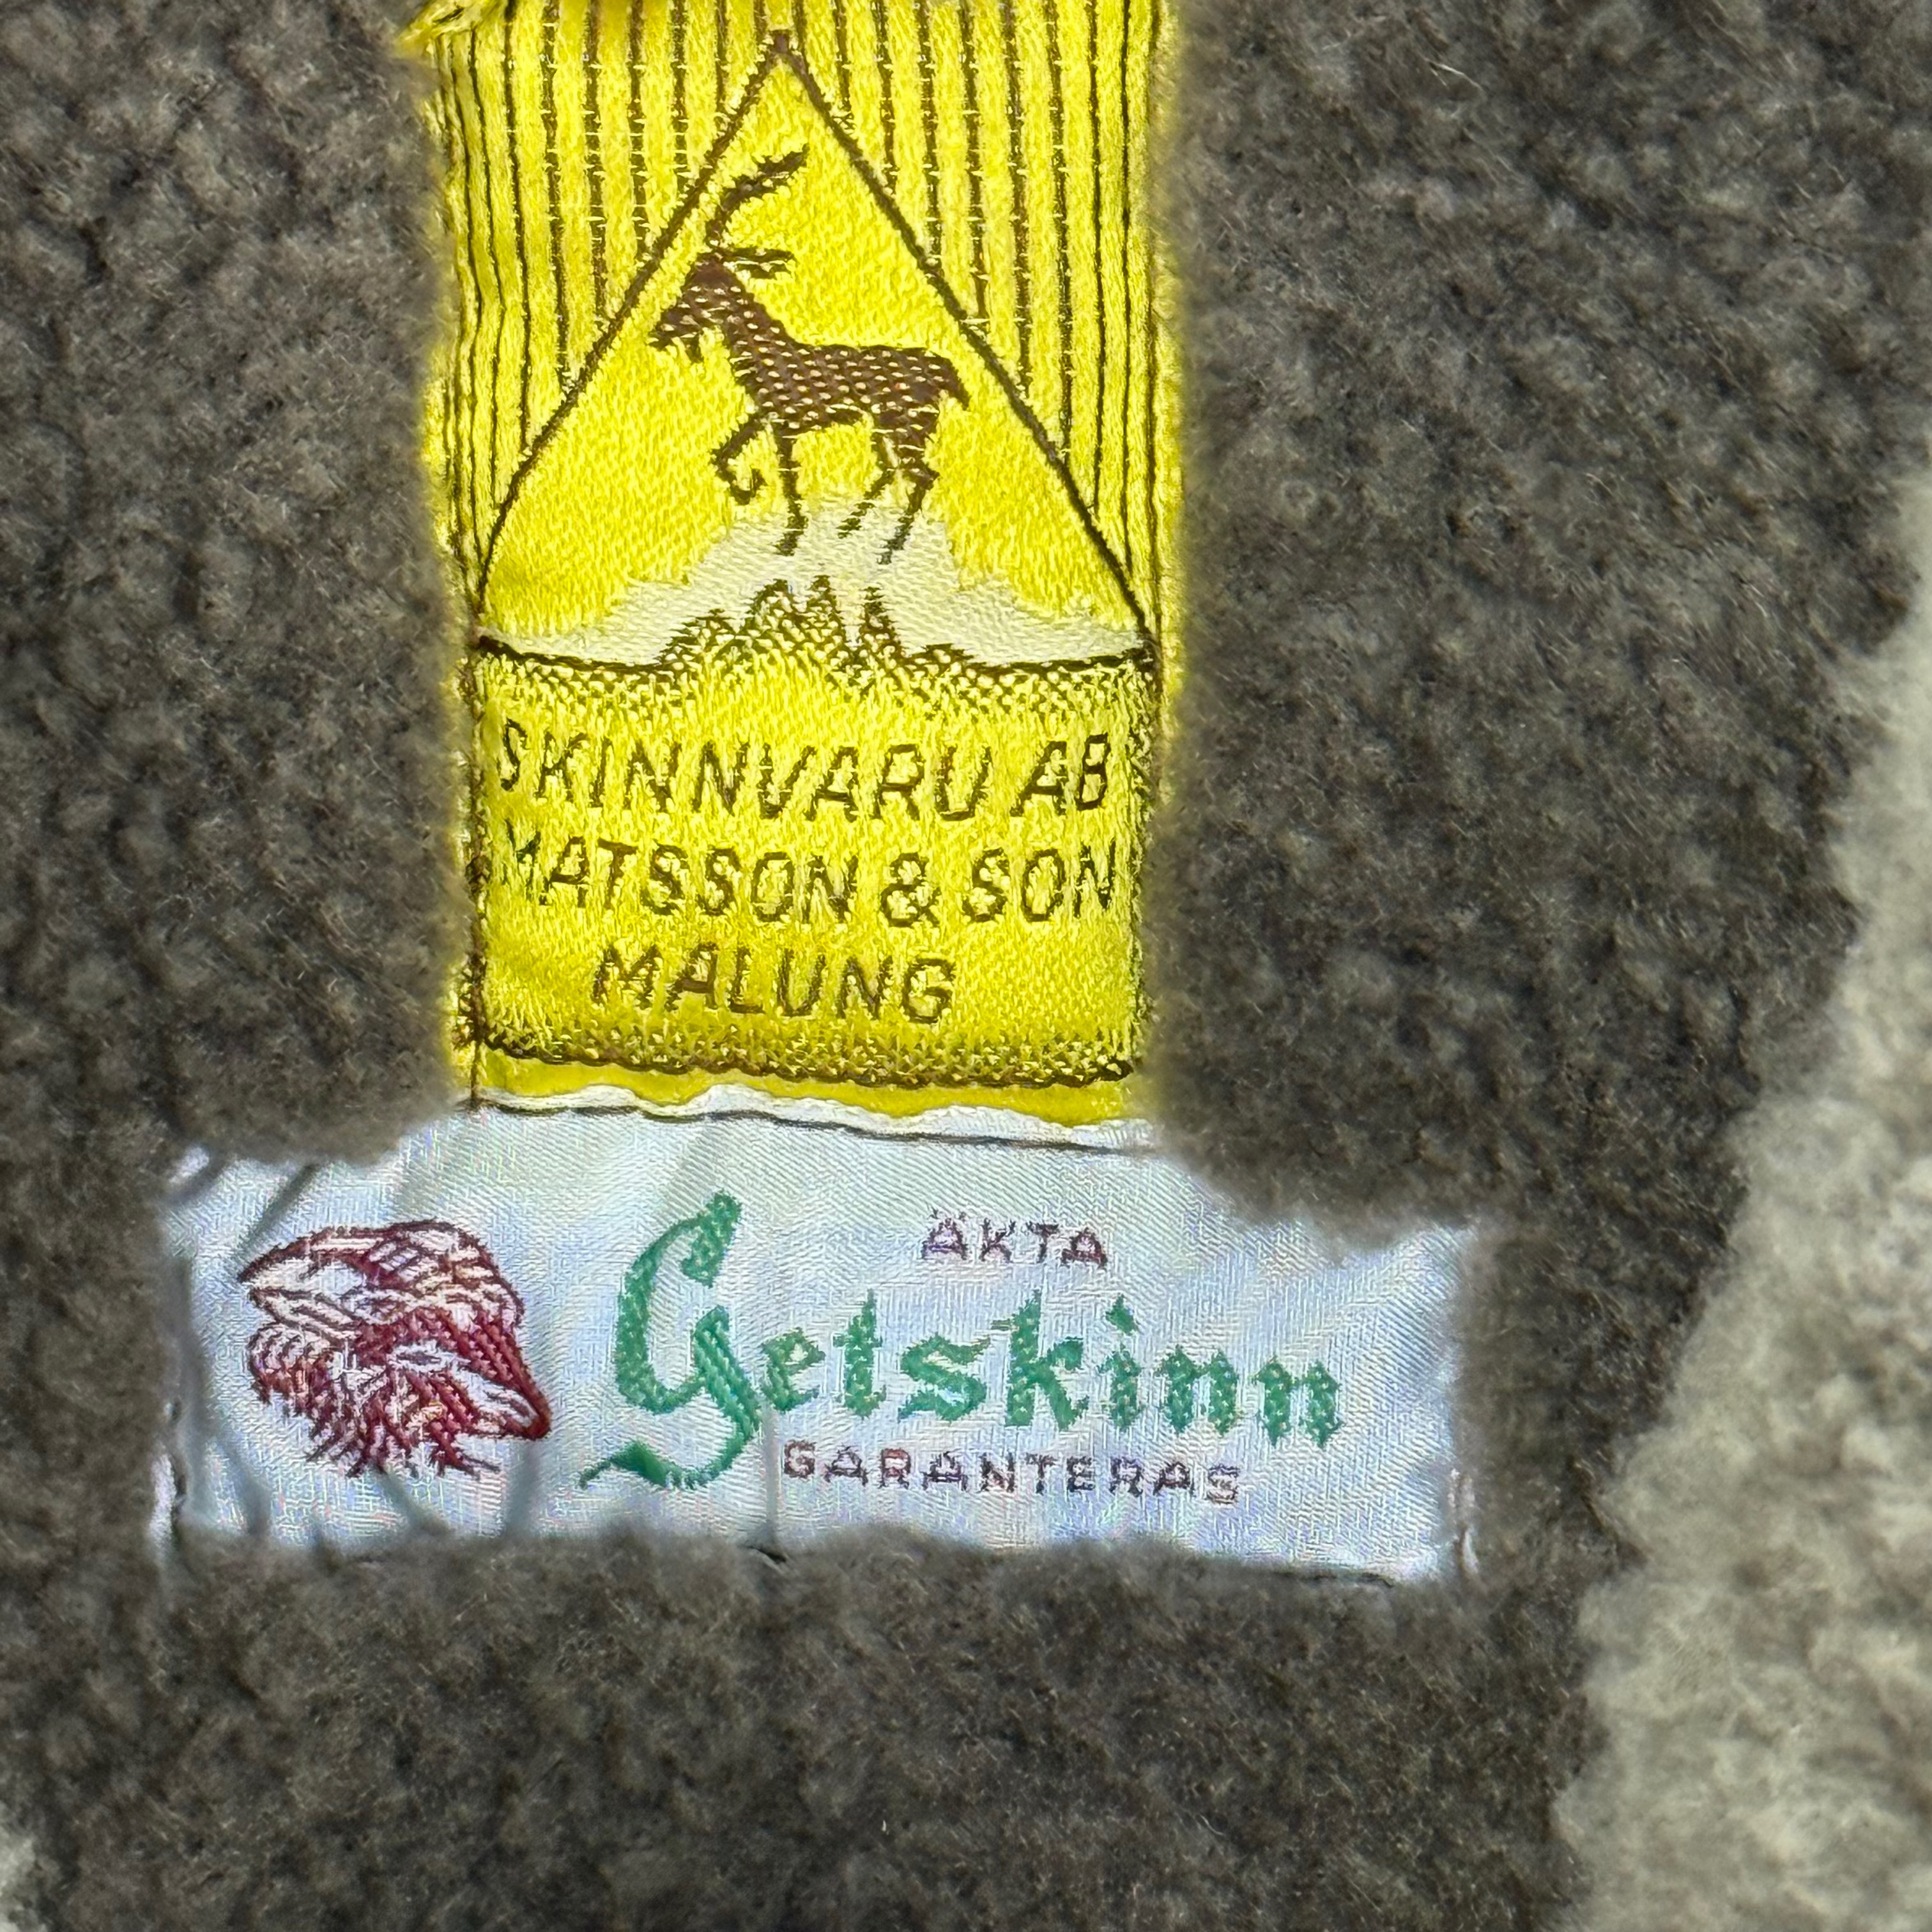 SKINNVARU AB
MATSSON & SON
MALUNG
ÄKTA
Getskinn
GARANTERAS